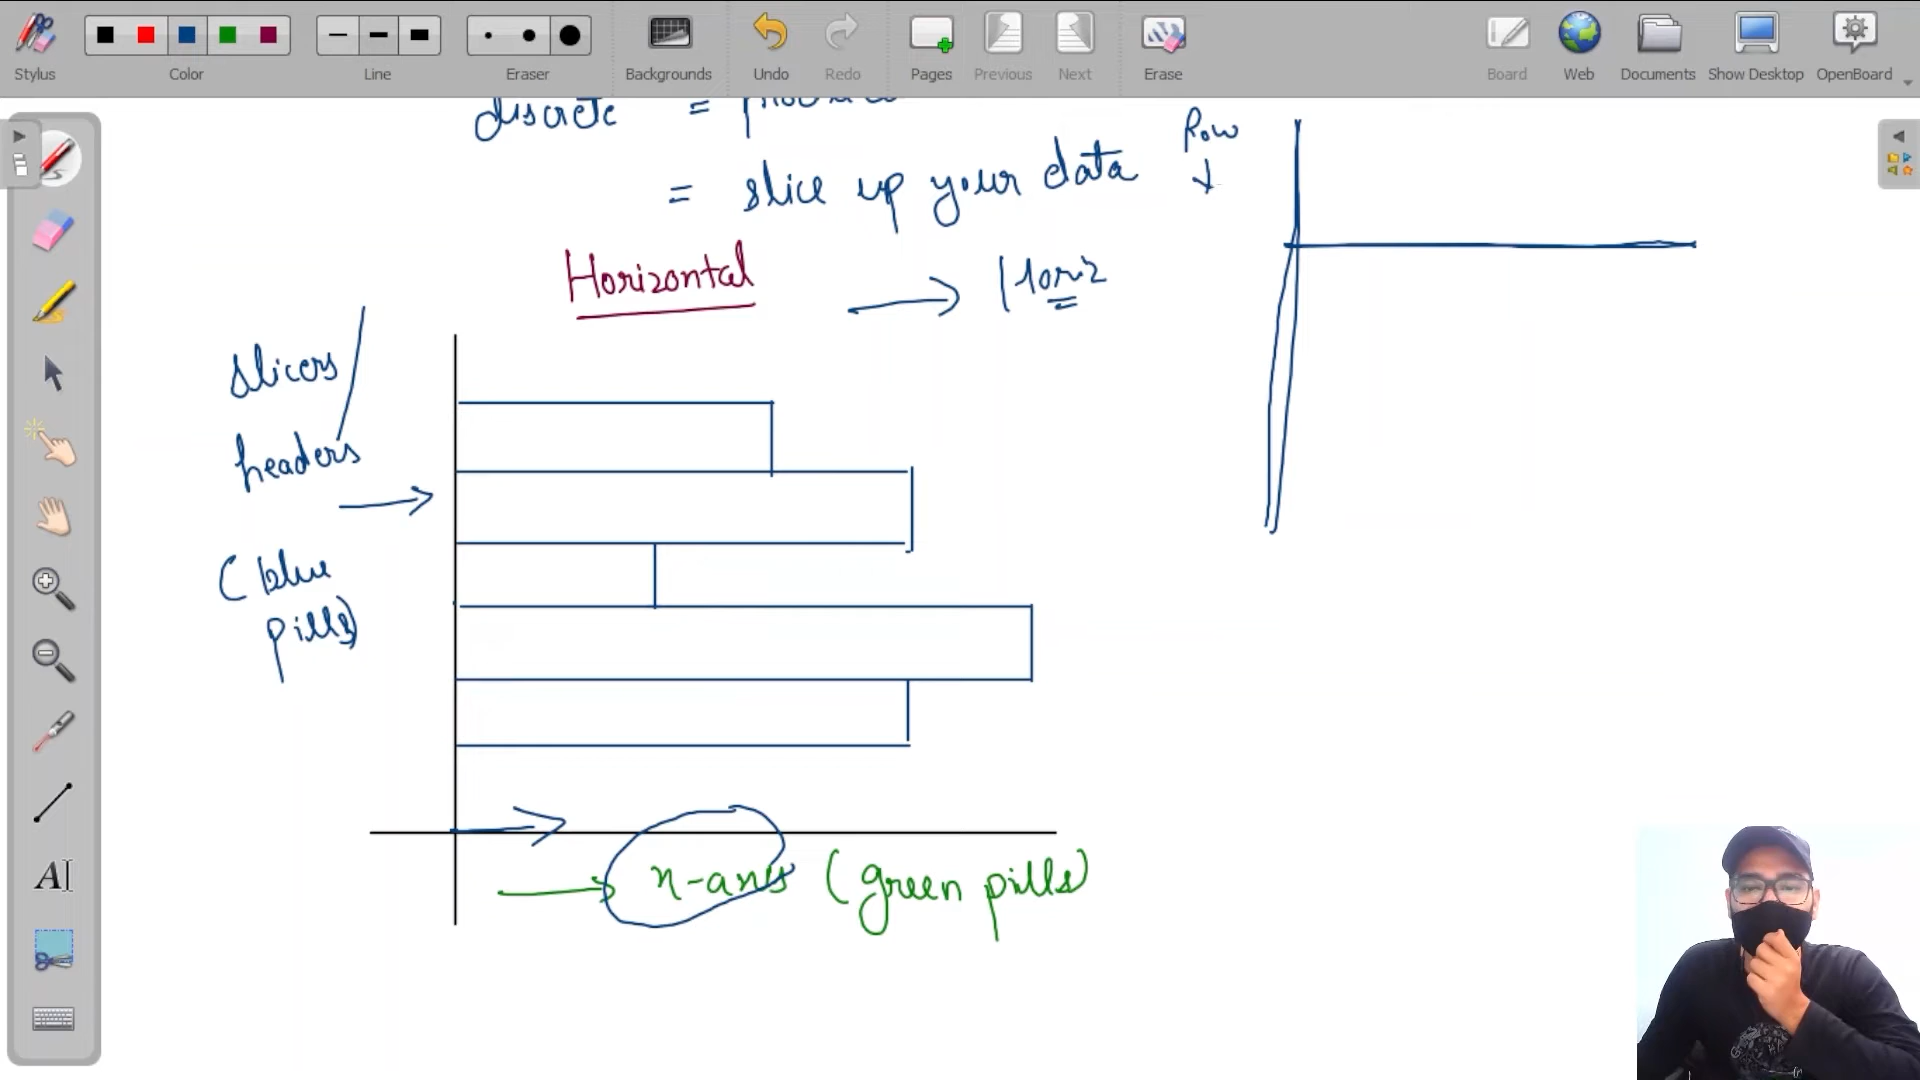 Stylus
Color
Line
Eraser
Backgrounds
Undo
Redo
Pages
Previous
Next
Erase
Board
Web
Documents
Show Desktop
OpenBoard
discrete =
= slice up your data
Row
Horizontal
Horiz
slicers
headers
(blue
pills)
x-axis (green pills)